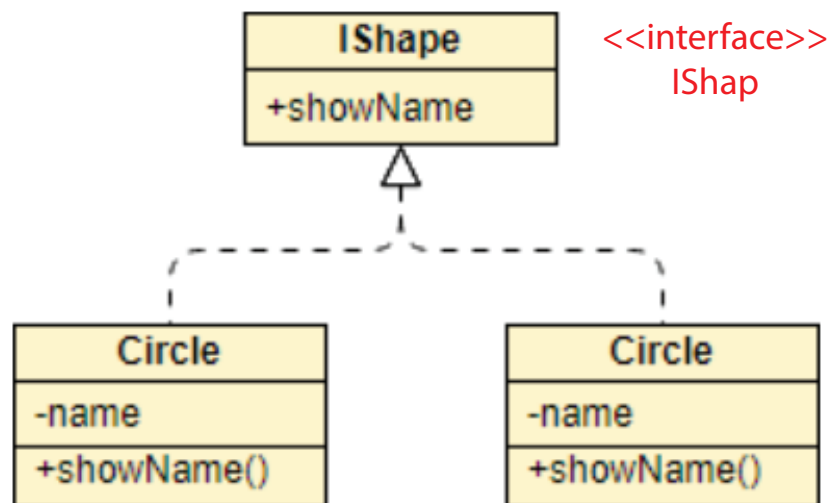 IShape
+showName
<<interface>>
IShap
Circle
-name
+showName()
Circle
-name
+showName()